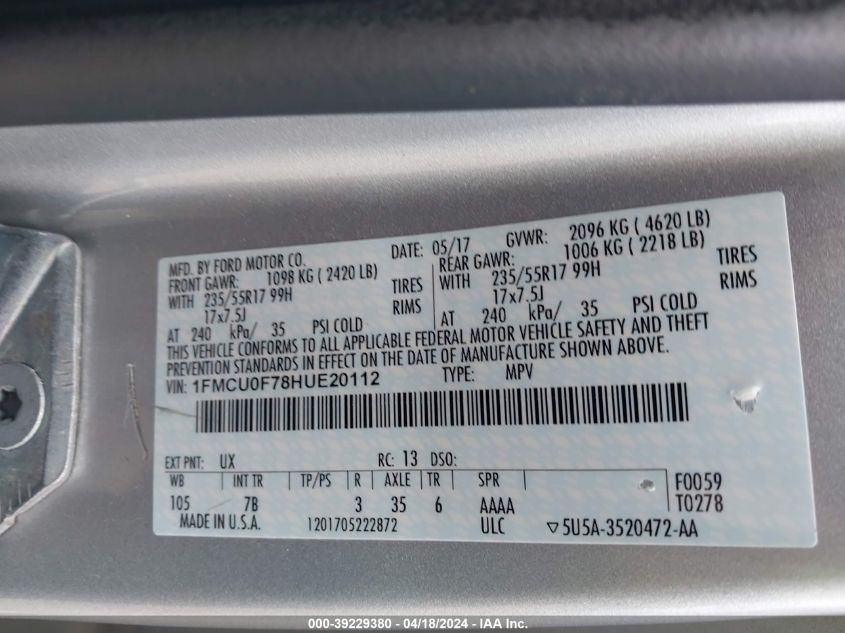 MFD. BY FORD MOTOR CO.
DATE: 05/17 GVWR: 2096 KG ( 4620 LB)
FRONT GAWR: 1098 KG ( 2420 LB) REAR GAWR: 1006 KG ( 2218 LB)
WITH 235/55R17 99H TIRES WITH 235/55R17 99H TIRES
17x7.5J RIMS 17x7.5J RIMS
AT 240 kPa/ 35 PSI COLD AT 240 kPa/ 35 PSI COLD
THIS VEHICLE CONFORMS TO ALL APPLICABLE FEDERAL MOTOR VEHICLE SAFETY AND THEFT
PREVENTION STANDARDS IN EFFECT ON THE DATE OF MANUFACTURE SHOWN ABOVE.
VIN: 1FMCU0F78HUE20112 TYPE: MPV
EXT PNT: UX RC: 13 DSO:
WB INT TR TP/PS R AXLE TR SPR F0059
105 7B 3 35 6 AAAA T0278
MADE IN U.S.A. 1201705222872 ULC ▽5U5A-3520472-AA
000-39229380 - 04/18/2024 - IAA Inc.